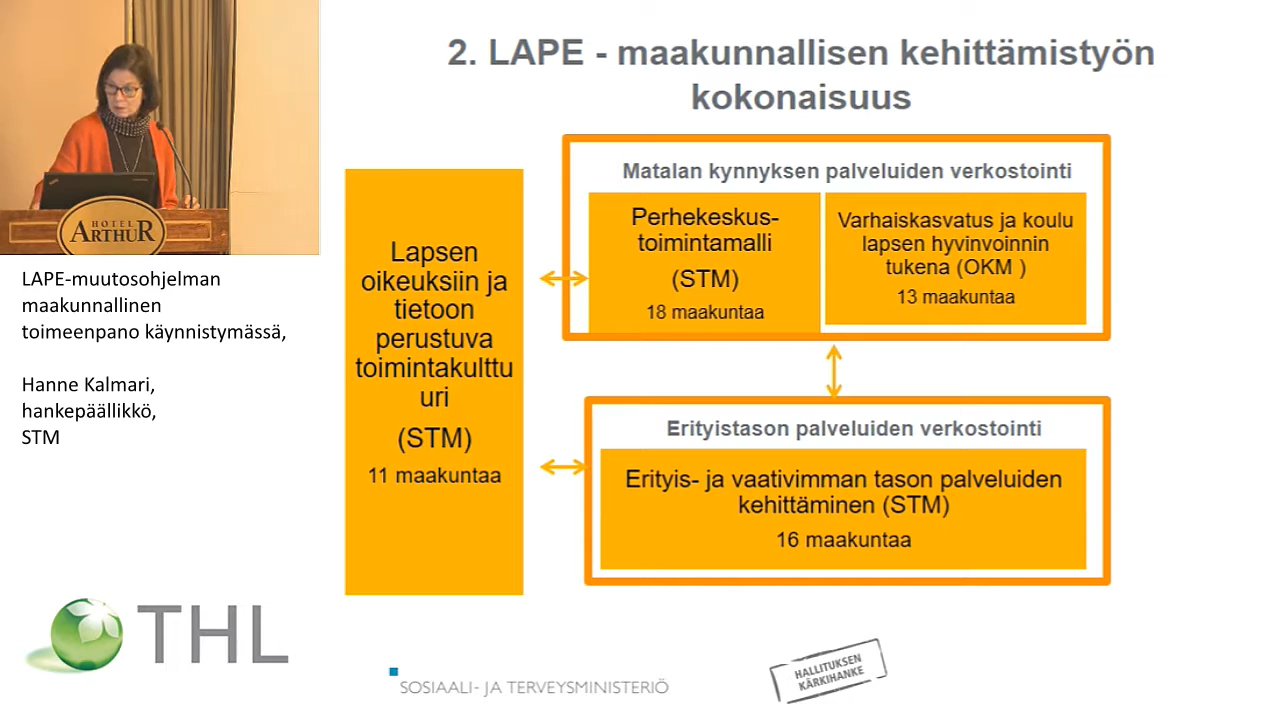 2. LAPE - maakunnallisen kehittämistyön
kokonaisuus
HOTEL
ARTHUR
LAPE-muutosohjelman
maakunnallinen
toimeenpano käynnistymässä,
Hanne Kalmari,
hankepäällikkö,
STM
Lapsen
oikeuksiin ja
tietoon
perustuva
toimintakulttu
uri
(STM)
11 maakuntaa
Matalan kynnyksen palveluiden verkostointi
Perhekeskus-
toimintamalli
(STM)
18 maakuntaa
Varhaiskasvatus ja koulu
lapsen hyvinvoinnin
tukena (OKM )
13 maakuntaa
Erityistason palveluiden verkostointi
Erityis- ja vaativimman tason palveluiden
kehittäminen (STM)
16 maakuntaa
THL
SOSIAALI- JA TERVEYSMINISTERIÖ
HALLITUKSEN
KÄRKIHANKE